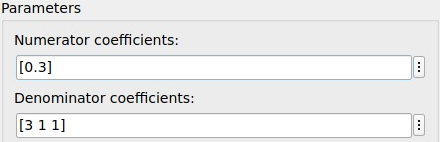 Parameters
Numerator coefficients:
[0.3]
Denominator coefficients:
[3 1 1]